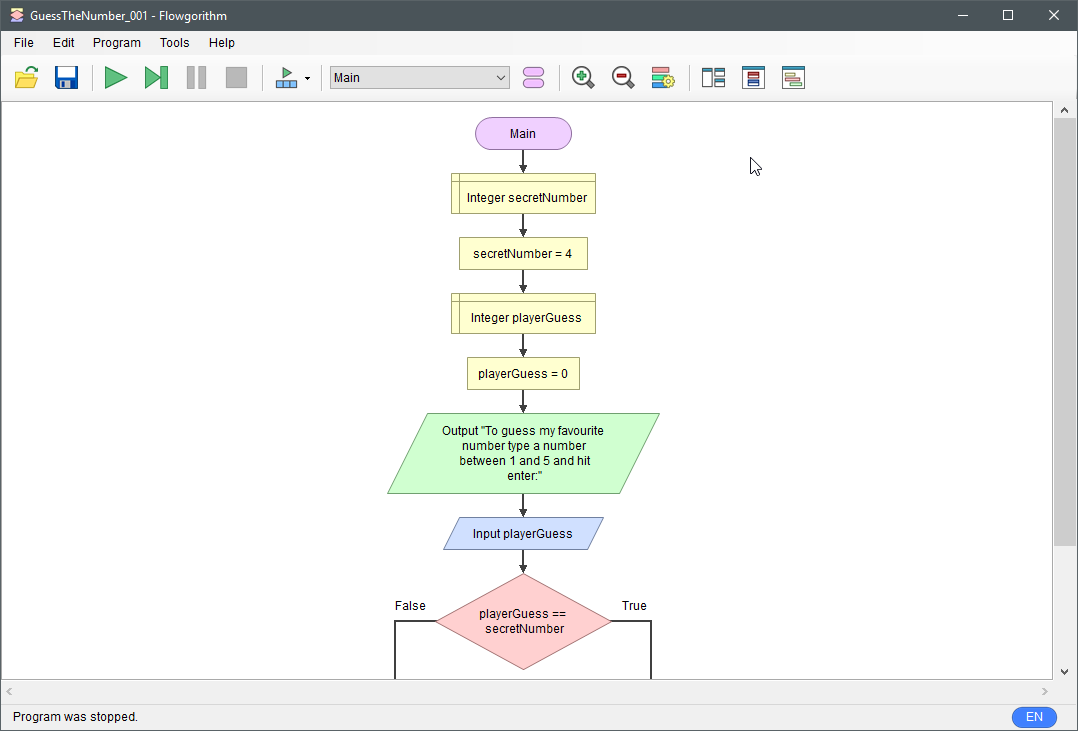 GuessTheNumber_001 - Flowgorithm
File Edit Program Tools Help
Main
Main
Integer secretNumber
secretNumber = 4
Integer playerGuess
playerGuess = 0
Output "To guess my favourite
number type a number
between 1 and 5 and hit
enter:"
Input playerGuess
False
True
playerGuess ==
secretNumber
Program was stopped.
EN